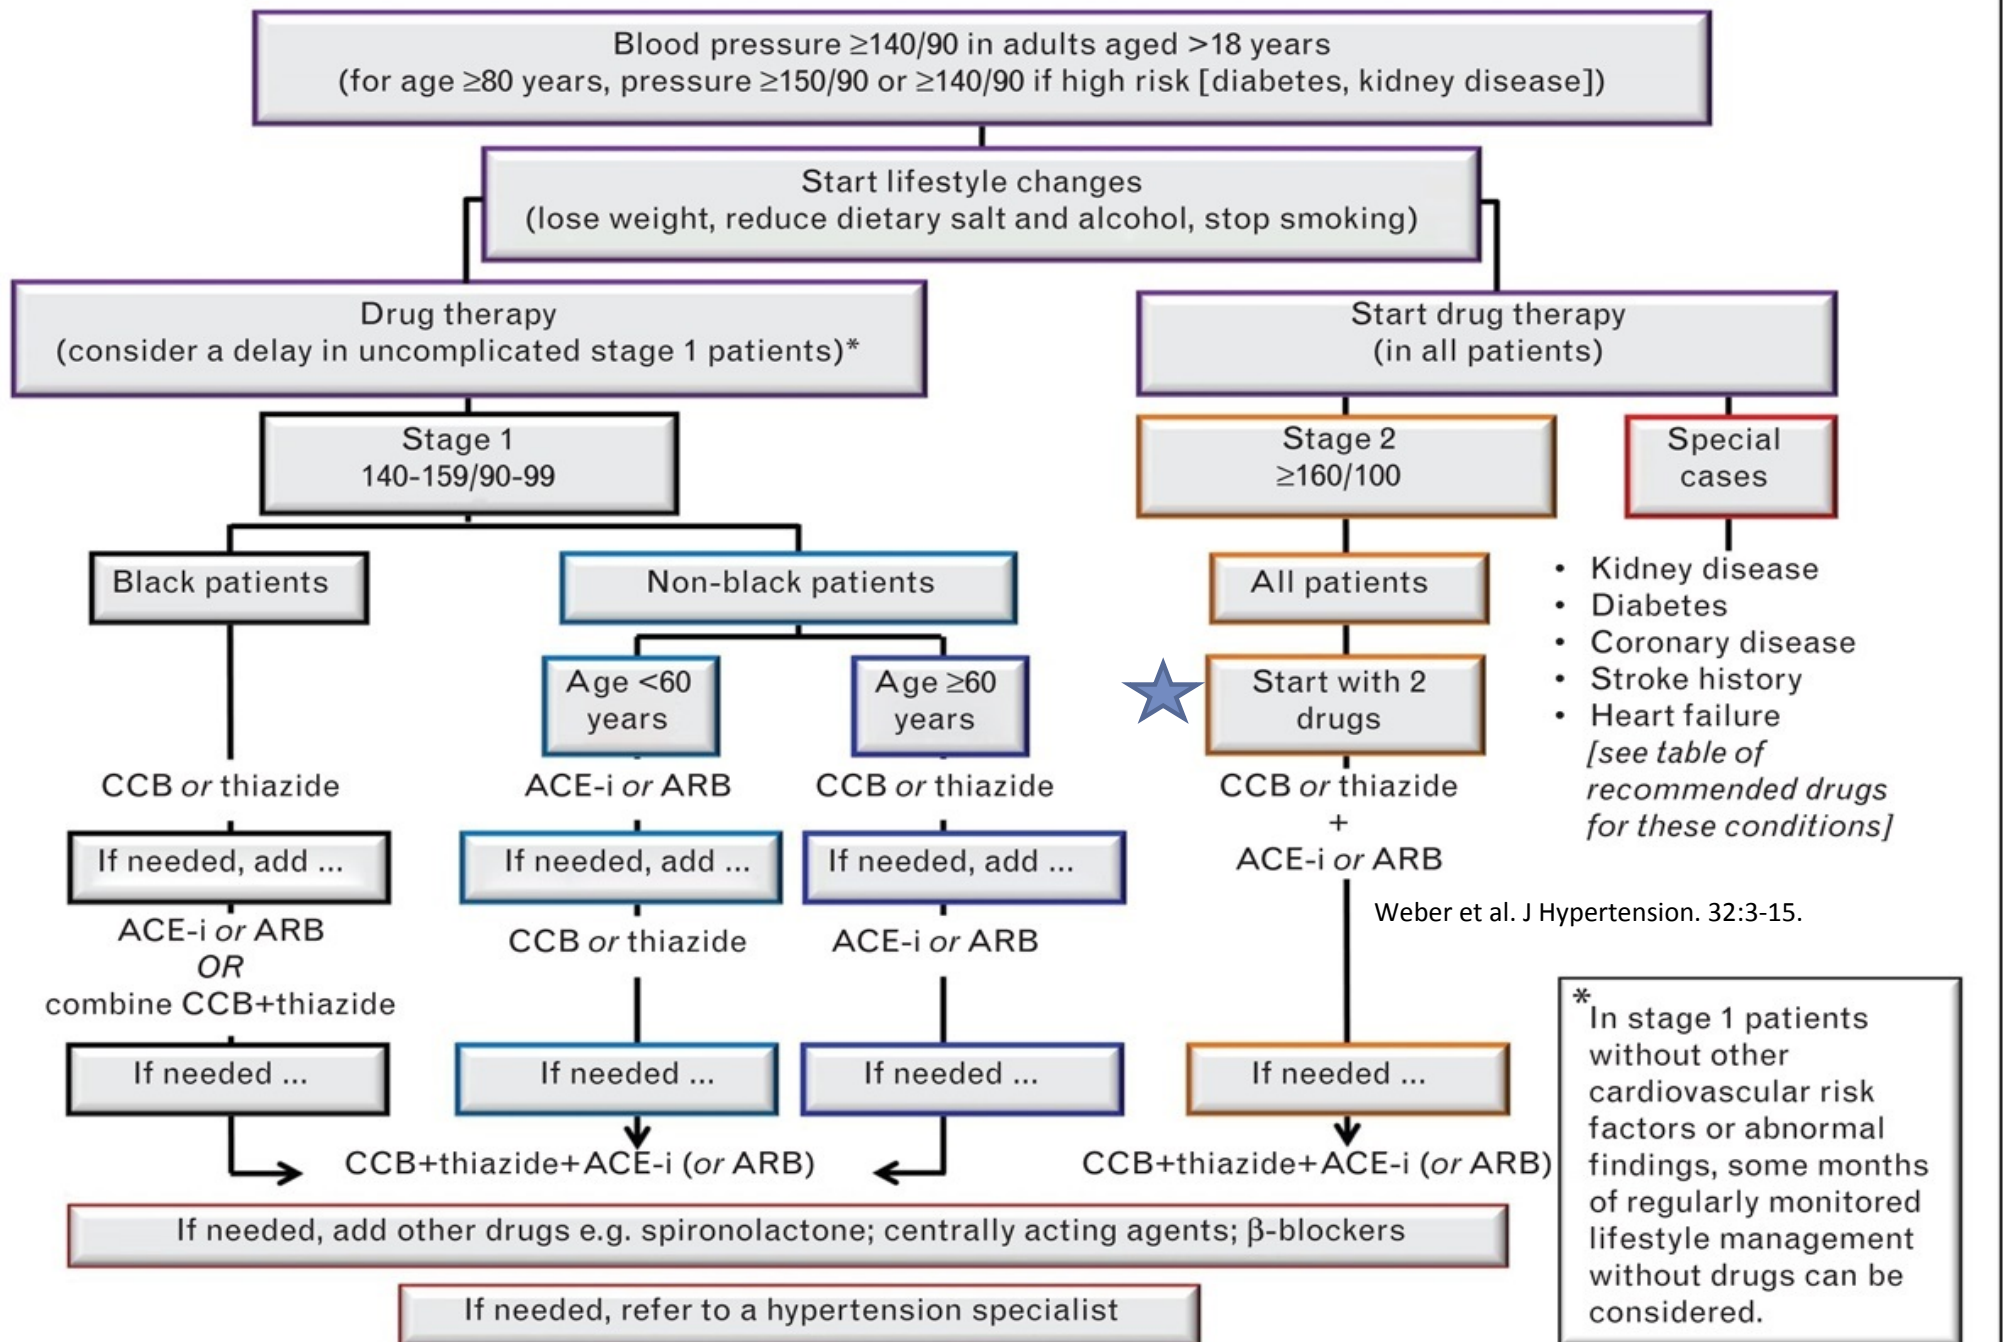 Blood pressure ≥140/90 in adults aged >18 years
(for age ≥80 years, pressure ≥150/90 or ≥140/90 if high risk [diabetes, kidney disease])
Start lifestyle changes
(lose weight, reduce dietary salt and alcohol, stop smoking)
Drug therapy
(consider a delay in uncomplicated stage 1 patients)*
Start drug therapy
(in all patients)
Stage 1
140-159/90-99
Stage 2
≥160/100
Special
cases
Black patients
Non-black patients
All patients
Age <60
years
Age ≥60
years
Start with 2
drugs
• Kidney disease
• Diabetes
• Coronary disease
• Stroke history
• Heart failure
[see table of
recommended drugs
for these conditions]
CCB or thiazide
ACE-i or ARB
CCB or thiazide
CCB or thiazide
+
ACE-i or ARB
If needed, add ...
If needed, add ...
If needed, add ...
ACE-i or ARB
OR
combine CCB+thiazide
CCB or thiazide
ACE-i or ARB
Weber et al. J Hypertension. 32:3-15.
If needed ...
If needed ...
If needed ...
If needed ...
CCB+thiazide+ACE-i (or ARB)
CCB+thiazide+ACE-i (or ARB)
*In stage 1 patients
without other
cardiovascular risk
factors or abnormal
findings, some months
of regularly monitored
lifestyle management
without drugs can be
considered.
If needed, add other drugs e.g. spironolactone; centrally acting agents; β-blockers
If needed, refer to a hypertension specialist